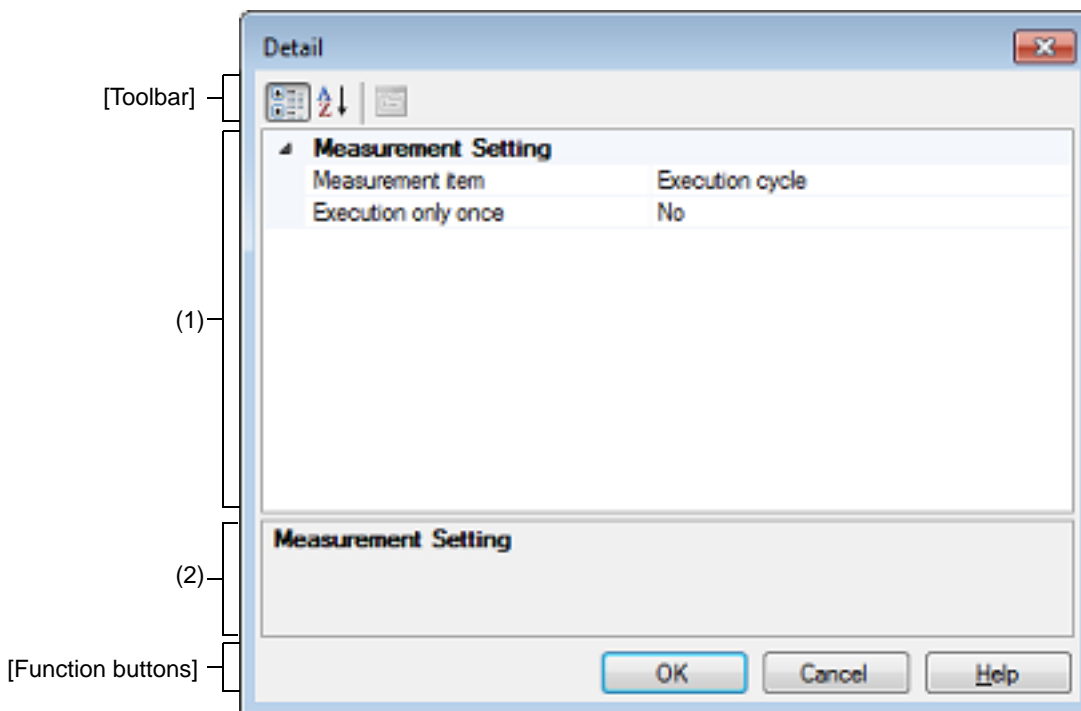 Detail
[Toolbar]
Measurement Setting
Measurement item Execution cycle
Execution only once No
(1)
Measurement Setting
(2)
[Function buttons]
OK Cancel Help